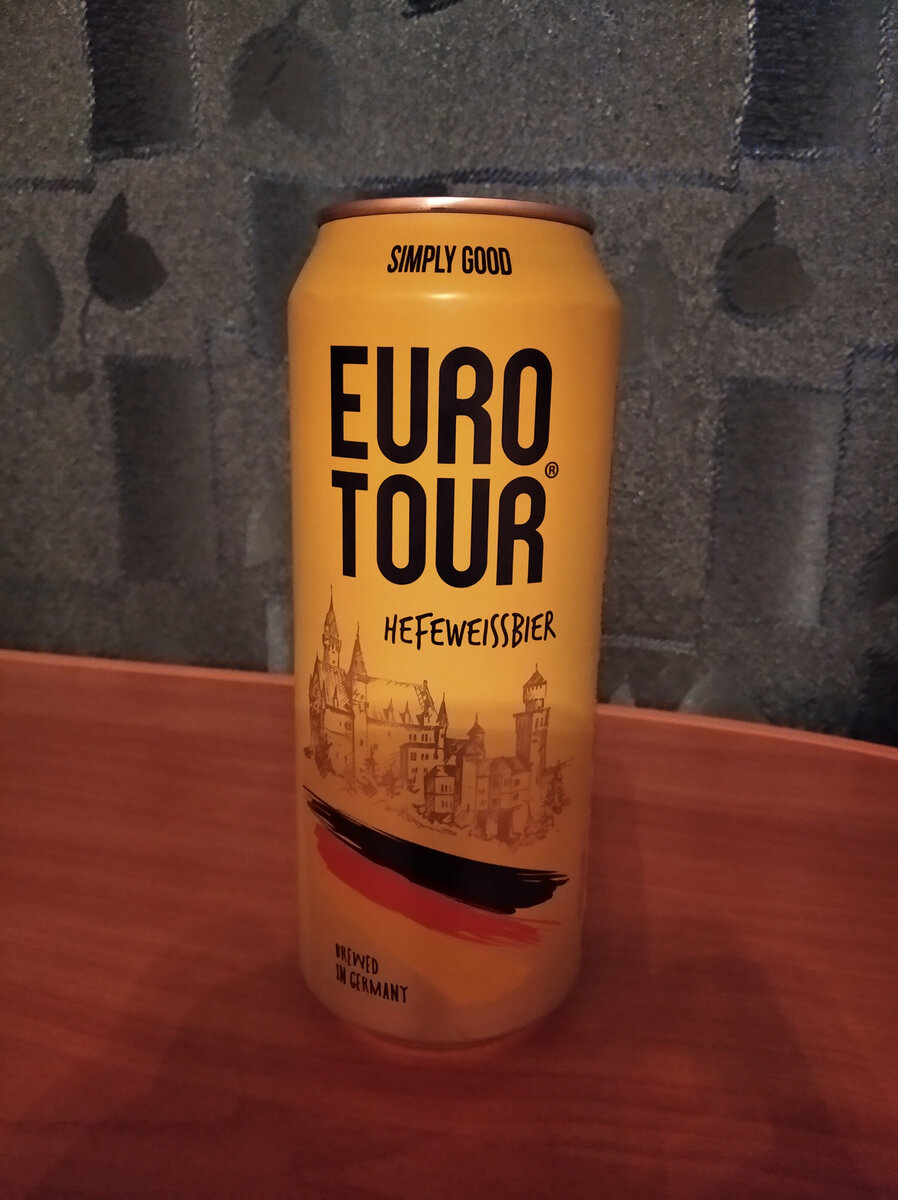 SIMPLY GOOD
EURO
TOUR®
HEFEWEISSBIER
BREWED
IN GERMANY